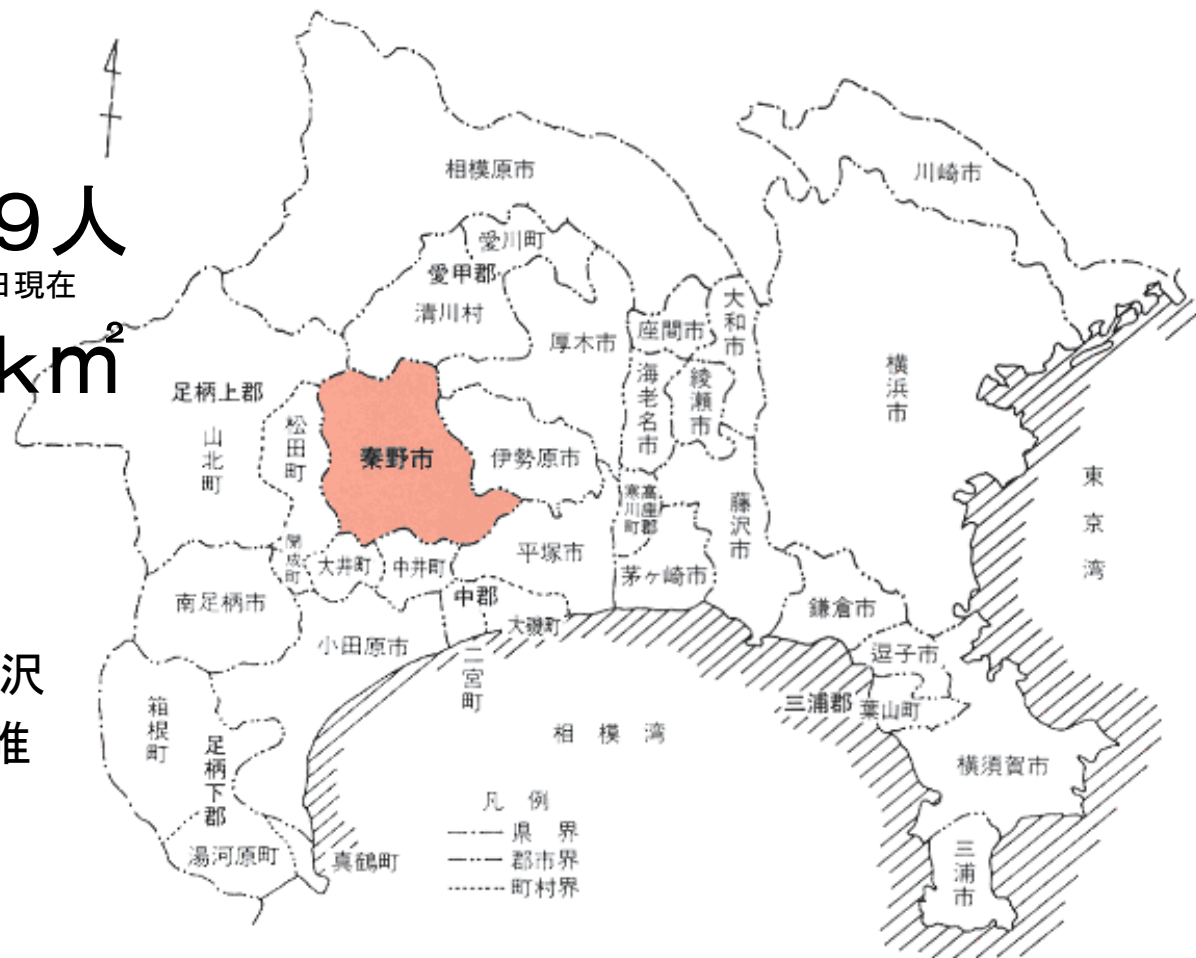 9人
日現在
km²
沢
相模原市
川崎市
愛川町
愛甲郡
清川村
厚木市
座間市
大和市
海老名市
綾瀬市
横浜市
足柄上郡
山北町
松田町
秦野市
伊勢原市
高座郡
寒川町
藤沢市
東京湾
開成町
大井町
中井町
平塚市
茅ヶ崎市
南足柄市
中郡
大磯町
鎌倉市
小田原市
二宮町
逗子市
箱根町
足柄下郡
相模湾
三浦郡
葉山町
横須賀市
湯河原町
真鶴町
三浦市
凡例
県界
郡市界
町村界